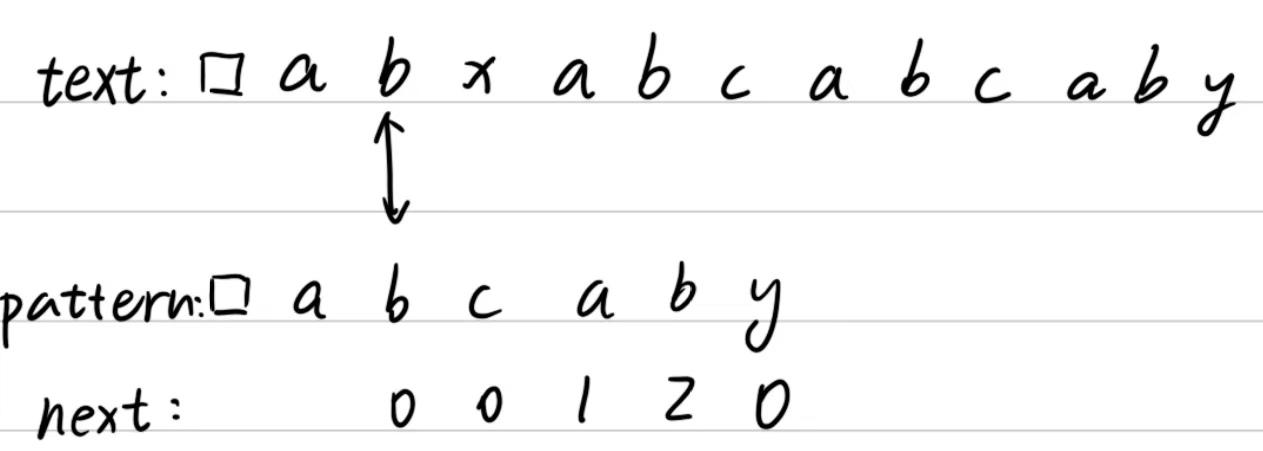 text: □ a b x a b c a b c a b y
pattern: □ a b c a b y
next: 0 0 1 2 0